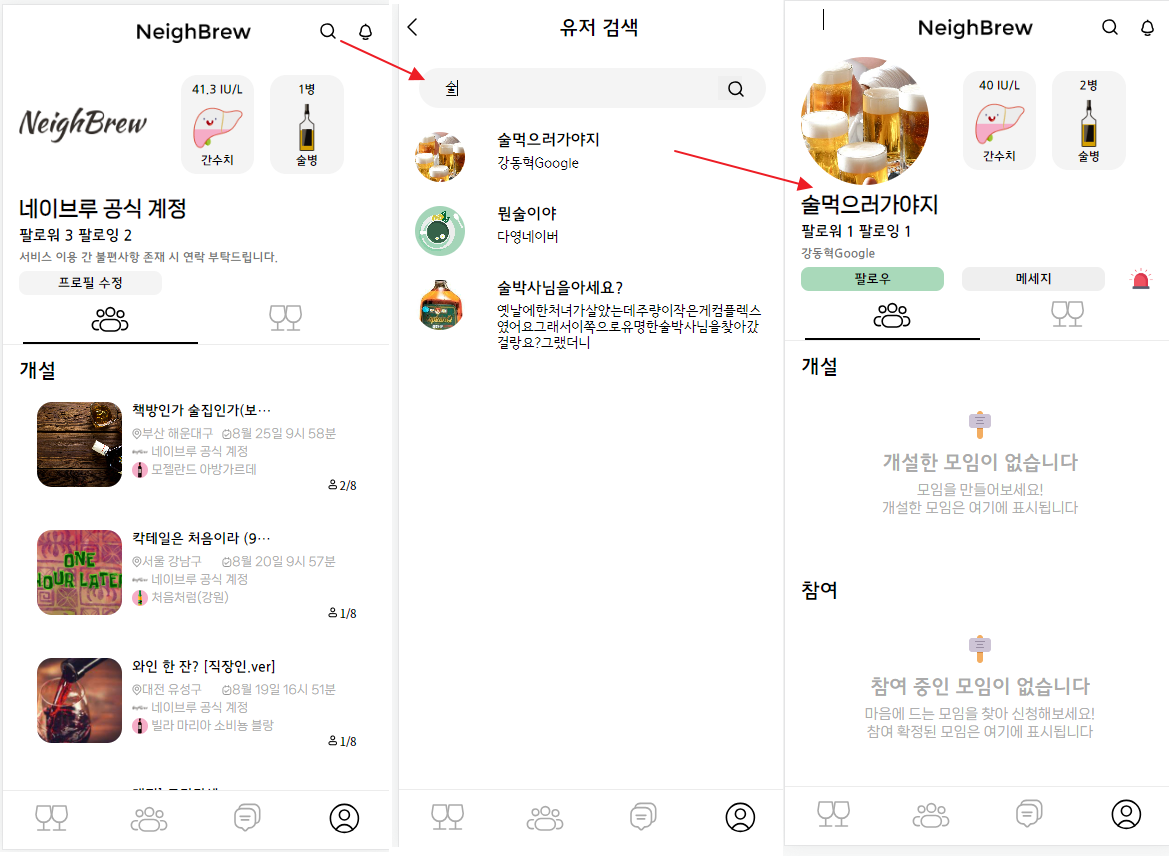 NeighBrew
NeighBrew
41.3 IU/L
간수치
1병
술병
네이브루 공식 계정
팔로워 3 팔로잉 2
서비스 이용 간 불편사항 존재 시 연락 부탁드립니다.
프로필 수정
개설
책방인가 술집인가(보…
부산 해운대구 8월 25일 9시 58분
네이브루 공식 계정
모젤란드 아방가르데
2/8
칵테일은 처음이라 (9…
ONE
HOUR LATER
서울 강남구 8월 20일 9시 57분
네이브루 공식 계정
처음처럼(강원)
1/8
와인 한 잔? [직장인.ver]
대전 유성구 8월 19일 16시 51분
네이브루 공식 계정
빌라 마리아 소비뇽 블랑
1/8
유저 검색
술
술먹으러가야지
강동혁Google
뭔술이야
다영네이버
술박사님을아세요?
옛날에한처녀가살았는데주량이작은게컴플렉스
였어요그래서이쪽으로유명한술박사님을찾아갔
걸랑요?그랬더니
NeighBrew
40 IU/L
간수치
2병
술병
술먹으러가야지
팔로워 1 팔로잉 1
강동혁Google
팔로우
메세지
개설
개설한 모임이 없습니다
모임을 만들어보세요!
개설한 모임은 여기에 표시됩니다
참여
참여 중인 모임이 없습니다
마음에 드는 모임을 찾아 신청해보세요!
참여 확정된 모임은 여기에 표시됩니다